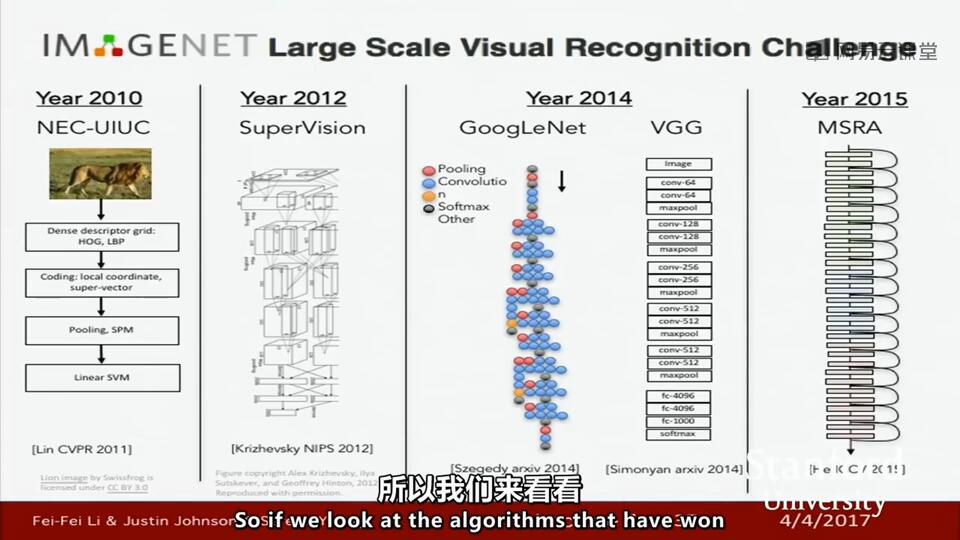 IMAGENET Large Scale Visual Recognition Challenge
网易云课堂
Year 2010
NEC-UIUC
Dense descriptor grid:
HOG, LBP
Coding: local coordinate,
super-vector
Pooling, SPM
Linear SVM
[Lin CVPR 2011]
Lion image by Swissfrog is
licensed under CC BY 3.0
Year 2012
SuperVision
[Krizhevsky NIPS 2012]
Figure copyright Alex Krizhevsky, Ilya
Sutskever, and Geoffrey Hinton, 2012.
Reproduced with permission.
Year 2014
GoogLeNet
Pooling
Convolutio
n
Softmax
Other
[Szegedy arxiv 2014]
VGG
Image
conv-64
conv-64
maxpool
conv-128
conv-128
maxpool
conv-256
conv-256
maxpool
conv-512
conv-512
maxpool
conv-512
conv-512
maxpool
fc-4096
fc-4096
fc-1000
softmax
[Simonyan arxiv 2014]
Year 2015
MSRA
Stanford
University
所以我们来看看
So if we look at the algorithms that have won
Fei-Fei Li & Justin Johnson
4/4/2017